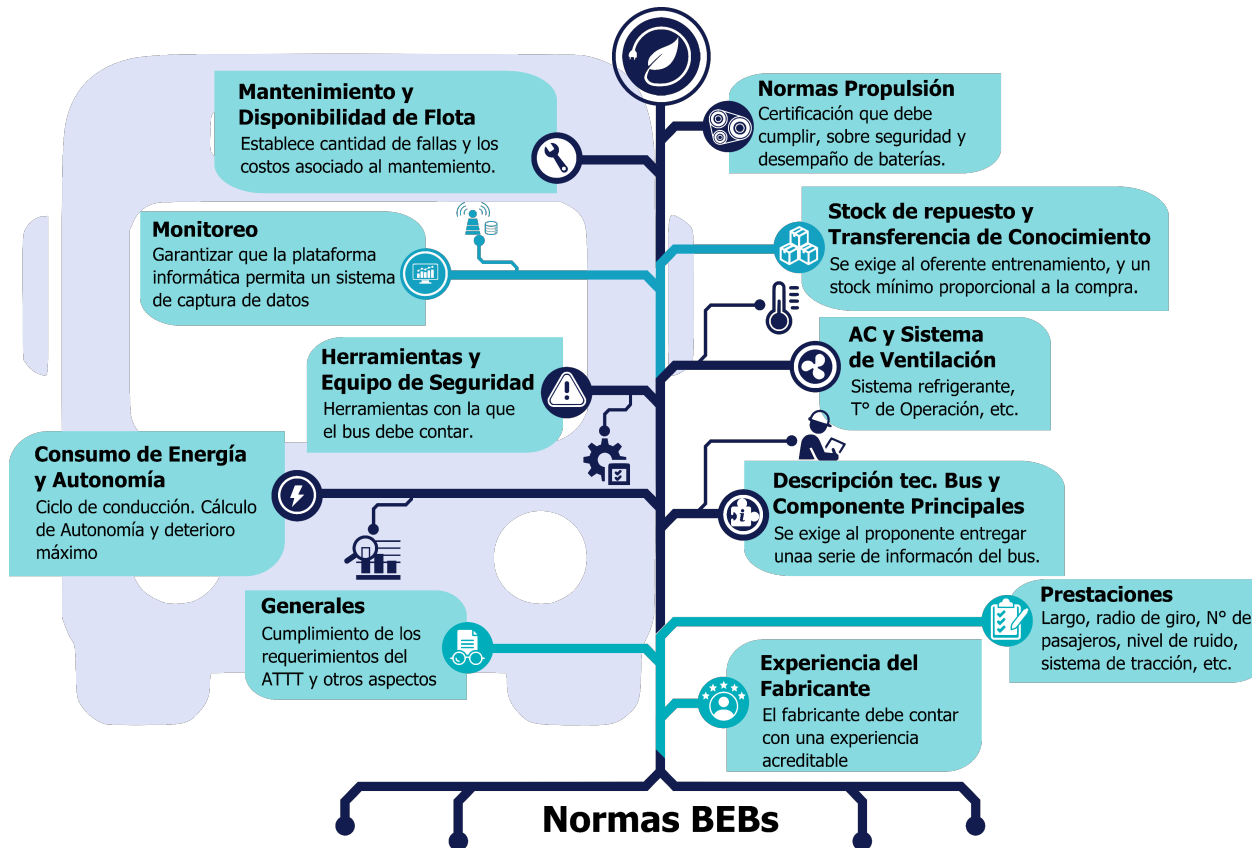 Mantenimiento y
Disponibilidad de Flota
Establece cantidad de fallas y los
costos asociado al mantemiento.
Normas Propulsión
Certificación que debe
cumplir, sobre seguridad y
desempaño de baterías.
Monitoreo
Garantizar que la plataforma
informática permita un sistema
de captura de datos
Stock de repuesto y
Transferencia de Conocimiento
Se exige al oferente entrenamiento, y un
stock mínimo proporcional a la compra.
Herramientas y
Equipo de Seguridad
Herramientas con la que
el bus debe contar.
AC y Sistema
de Ventilación
Sistema refrigerante,
T° de Operación, etc.
Consumo de Energía
y Autonomía
Ciclo de conducción. Cálculo
de Autonomía y deterioro
máximo
Descripción tec. Bus y
Componente Principales
Se exige al proponente entregar
unaa serie de informacón del bus.
Generales
Cumplimiento de los
requerimientos del
ATTT y otros aspectos
Prestaciones
Largo, radio de giro, N° de
pasajeros, nivel de ruido,
sistema de tracción, etc.
Experiencia del
Fabricante
El fabricante debe contar
con una experiencia
acreditable
Normas BEBs